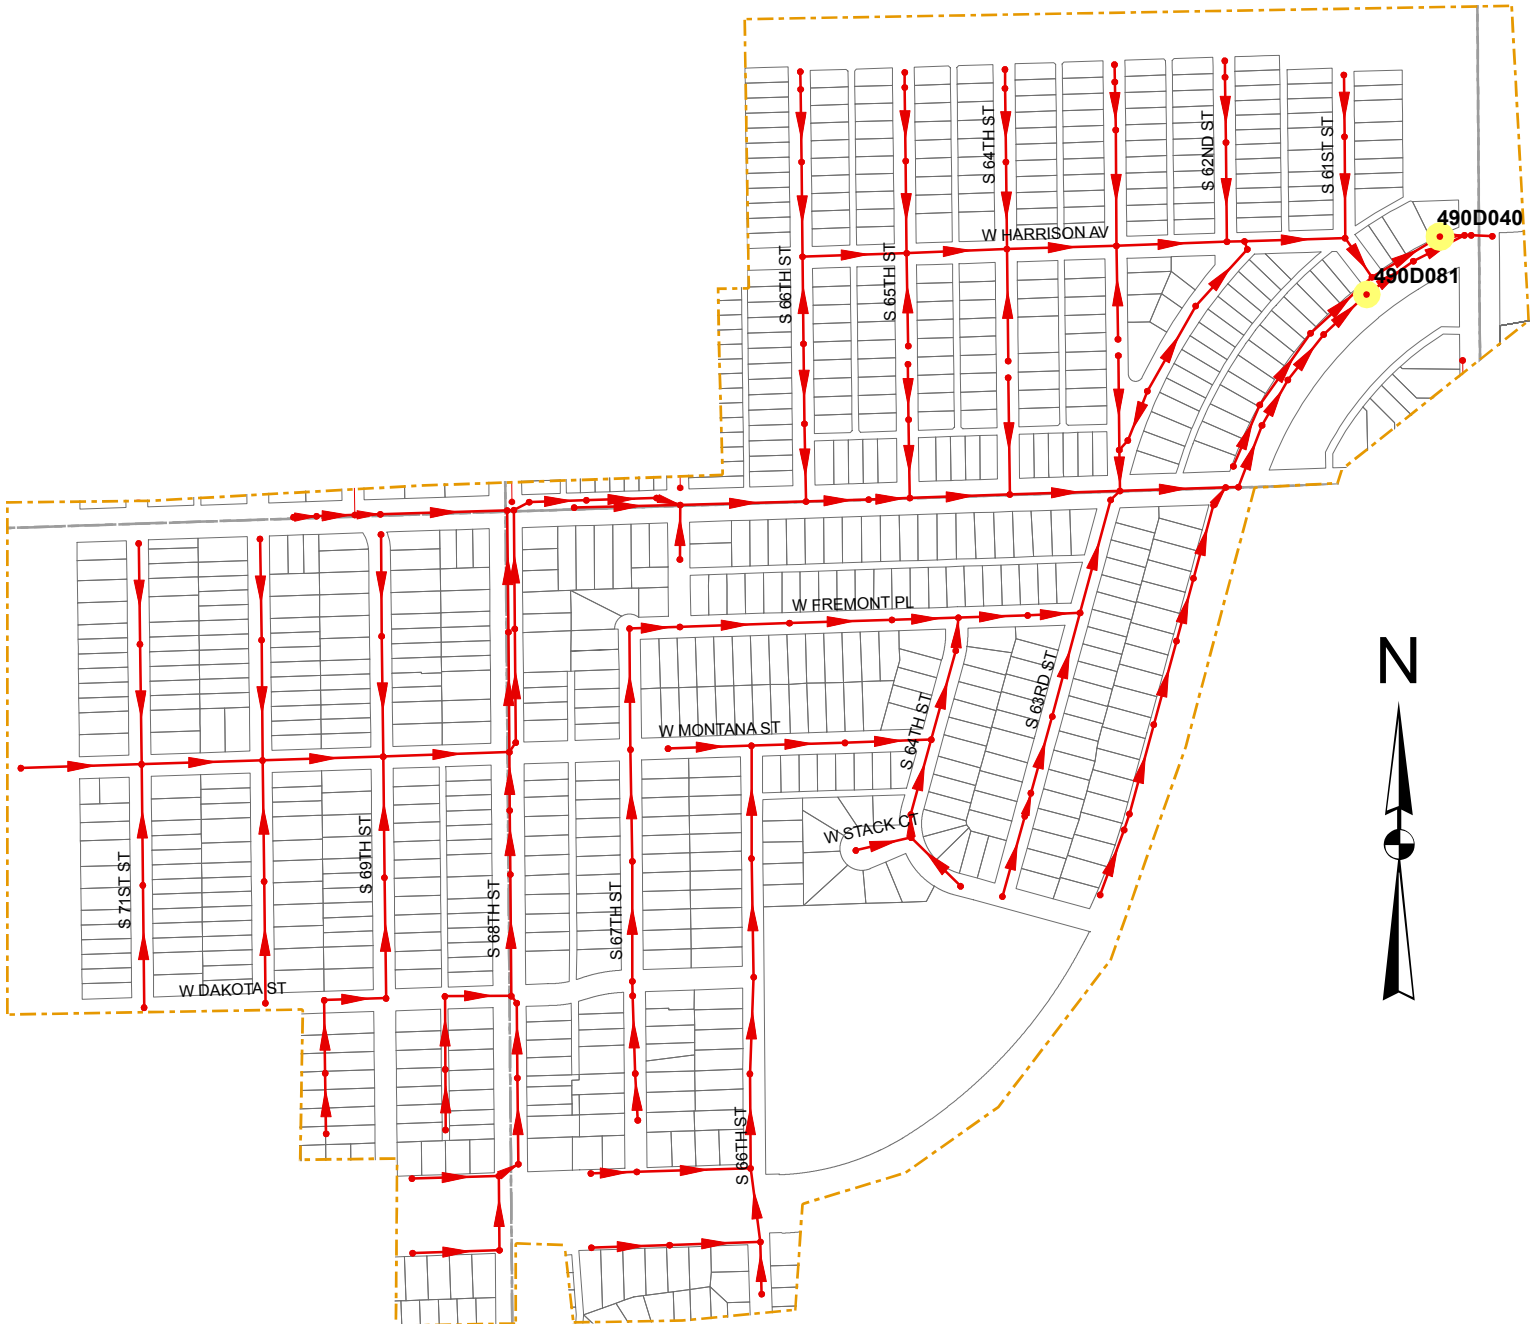 S 64TH ST
S 62ND ST
S 61ST ST
490D040
W HARRISON AV
S 66TH ST
S 65TH ST
490D081
W FREMONT PL
N
S 63RD ST
W MONTANA ST
S 64TH ST
W STACK CT
S 71ST ST
S 69TH ST
S 68TH ST
S 67TH ST
W DAKOTA ST
S 66TH ST